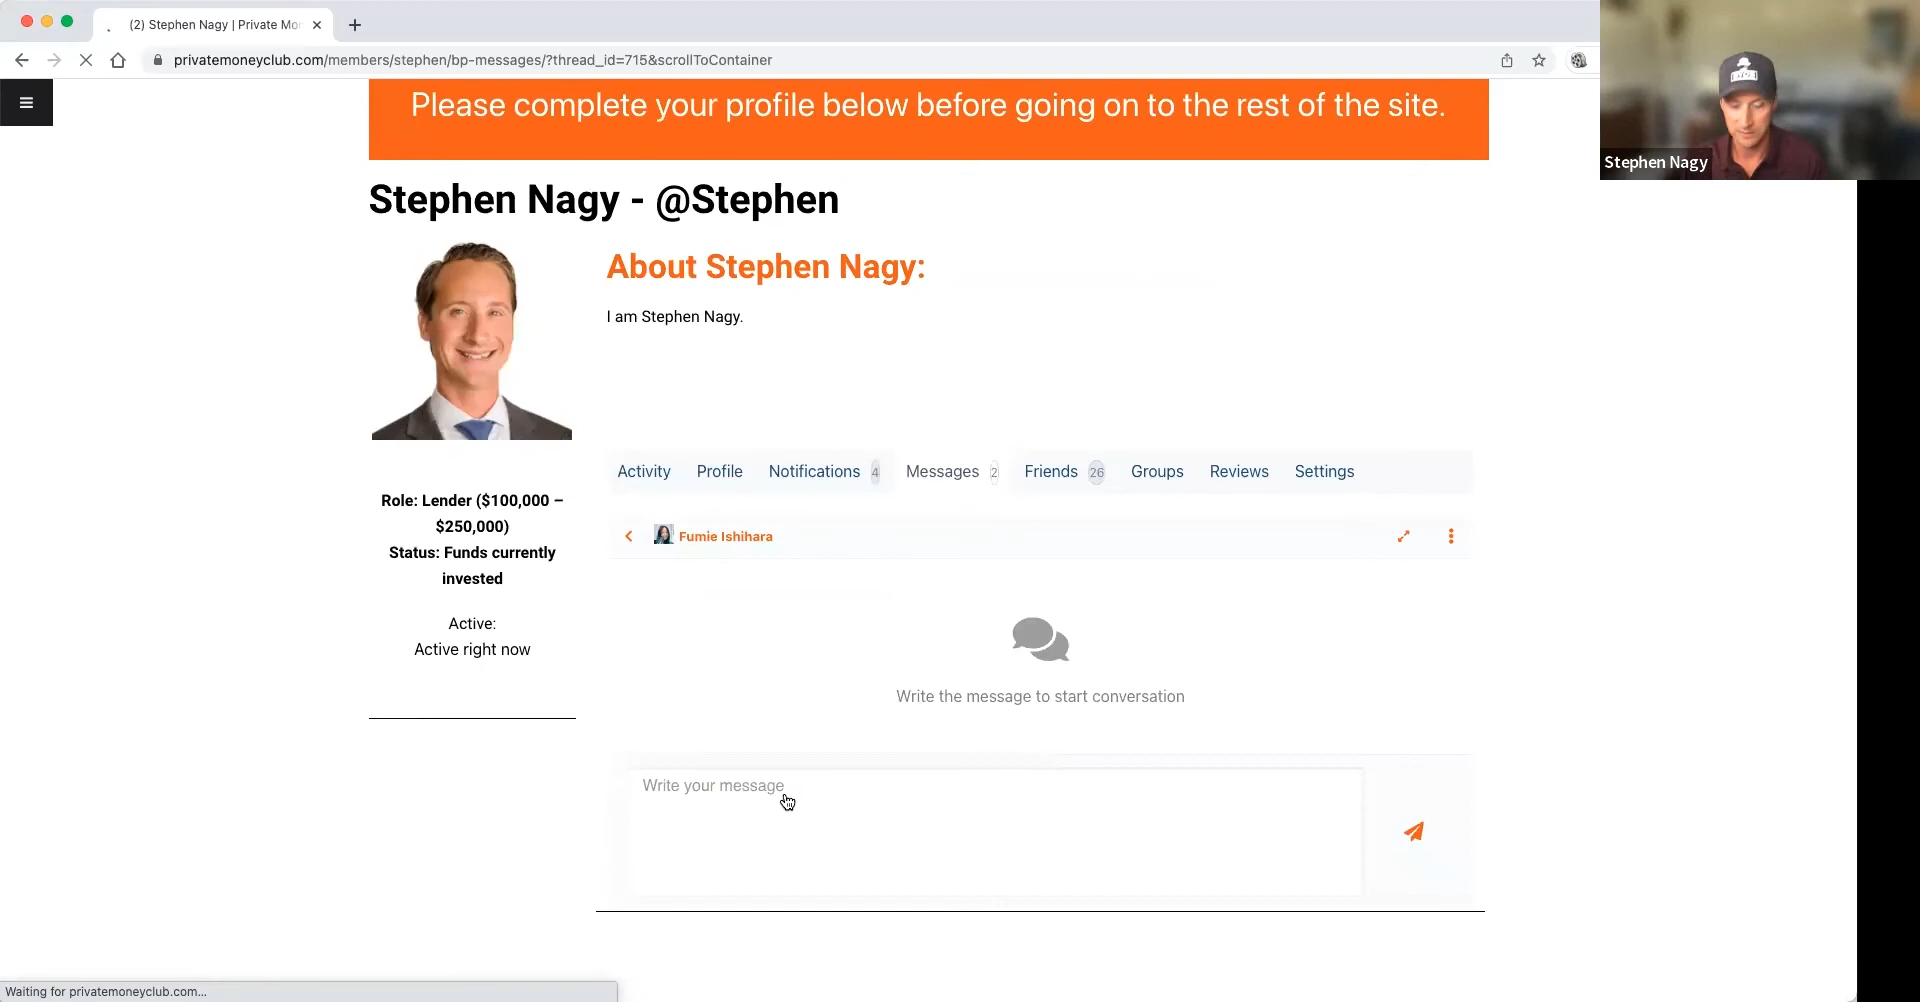 (2) Stephen Nagy | Private Mo
privatemoneyclub.com/members/stephen/bp-messages/?thread_id=715&scrollToContainer
Please complete your profile below before going on to the rest of the site.
Stephen Nagy
Stephen Nagy - @Stephen
About Stephen Nagy:
I am Stephen Nagy.
Activity Profile Notifications 4 Messages 2 Friends 26 Groups Reviews Settings
Role: Lender ($100,000 –
$250,000)
Status: Funds currently
invested
Active:
Active right now
Fumie Ishihara
Write the message to start conversation
Write your message
Waiting for privatemoneyclub.com...